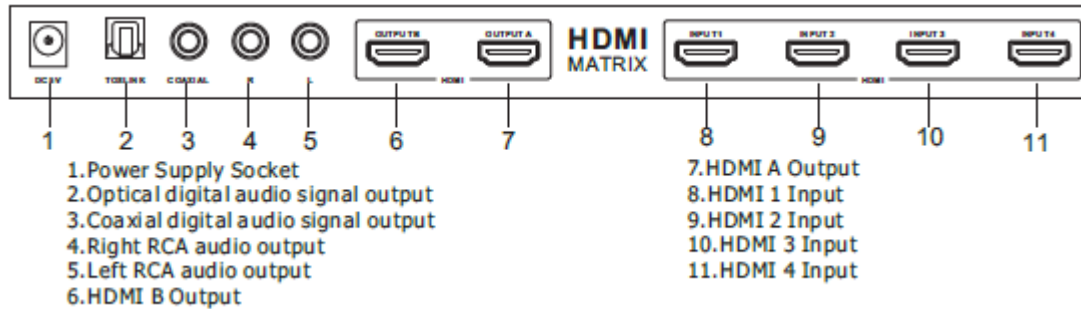 OUTPUT B OUTPUT A HDMI MATRIX INPUT 1 INPUT 2 INPUT 3 INPUT 4
DC 5V TOSLINK COAXIAL R L HDMI HDMI
1 2 3 4 5 6 7 8 9 10 11
1.Power Supply Socket
2.Optical digital audio signal output
3.Coaxial digital audio signal output
4.Right RCA audio output
5.Left RCA audio output
6.HDMI B Output
7.HDMI A Output
8.HDMI 1 Input
9.HDMI 2 Input
10.HDMI 3 Input
11.HDMI 4 Input